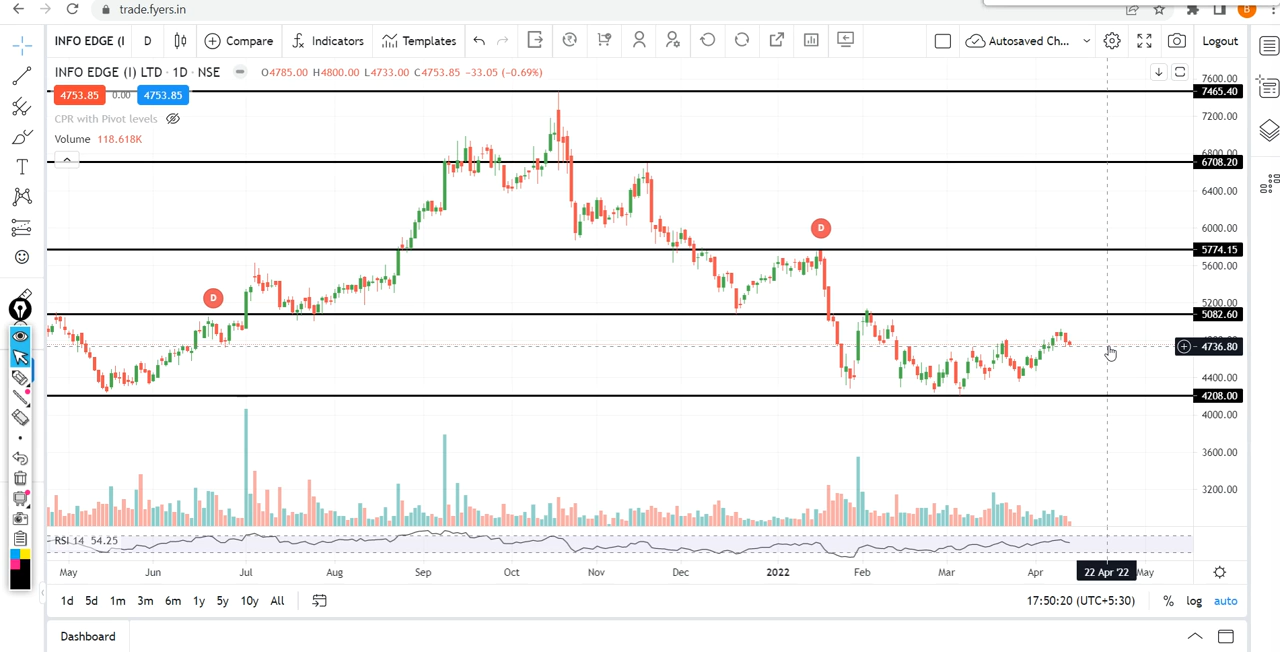 trade.fyers.in
B
INFO EDGE (I
D
Compare
Indicators
Templates
Autosaved Ch...
Logout
INFO EDGE (I) LTD · 1D · NSE
O4785.00 H4800.00 L4733.00 C4753.85 -33.05 (-0.69%)
4753.85
0.00
4753.85
CPR with Pivot levels
Volume 118.618K
7600.00
7465.40
7200.00
6800.00
6708.20
6400.00
6000.00
D
5774.15
5600.00
D
5200.00
5082.60
4736.80
4400.00
4208.00
4000.00
3600.00
3200.00
RSI 14 54.25
May
Jun
Jul
Aug
Sep
Oct
Nov
Dec
2022
Feb
Mar
Apr
22 Apr '22
May
1d
5d
1m
3m
6m
1y
5y
10y
All
17:50:20 (UTC+5:30)
%
log
auto
Dashboard